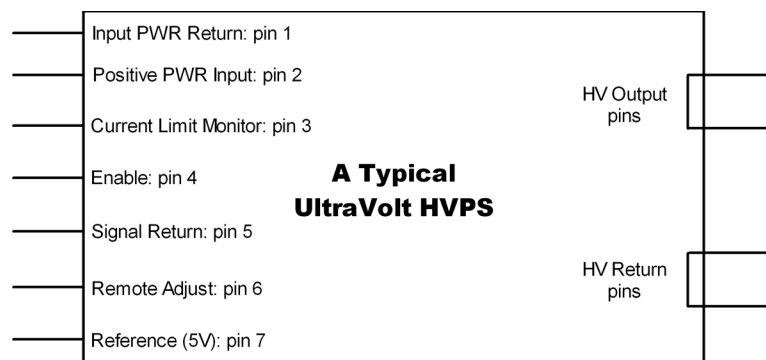 Input PWR Return: pin 1
Positive PWR Input: pin 2
Current Limit Monitor: pin 3
Enable: pin 4
Signal Return: pin 5
Remote Adjust: pin 6
Reference (5V): pin 7
A Typical
UltraVolt HVPS
HV Output
pins
HV Return
pins